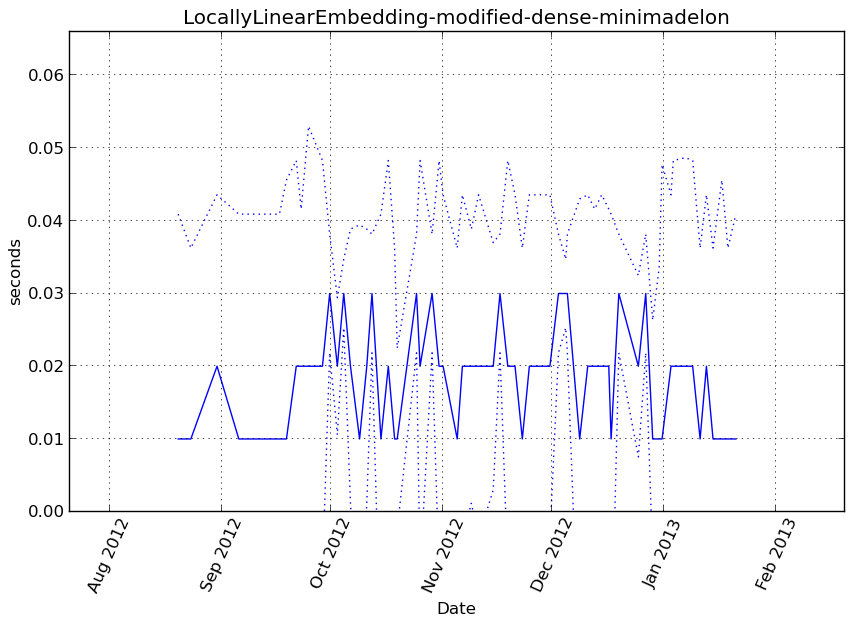 LocallyLinearEmbedding-modified-dense-minimadelon
0.06
0.05
0.04
0.03
0.02
0.01
0.00
seconds
Aug 2012
Sep 2012
Oct 2012
Nov 2012
Dec 2012
Jan 2013
Feb 2013
Date